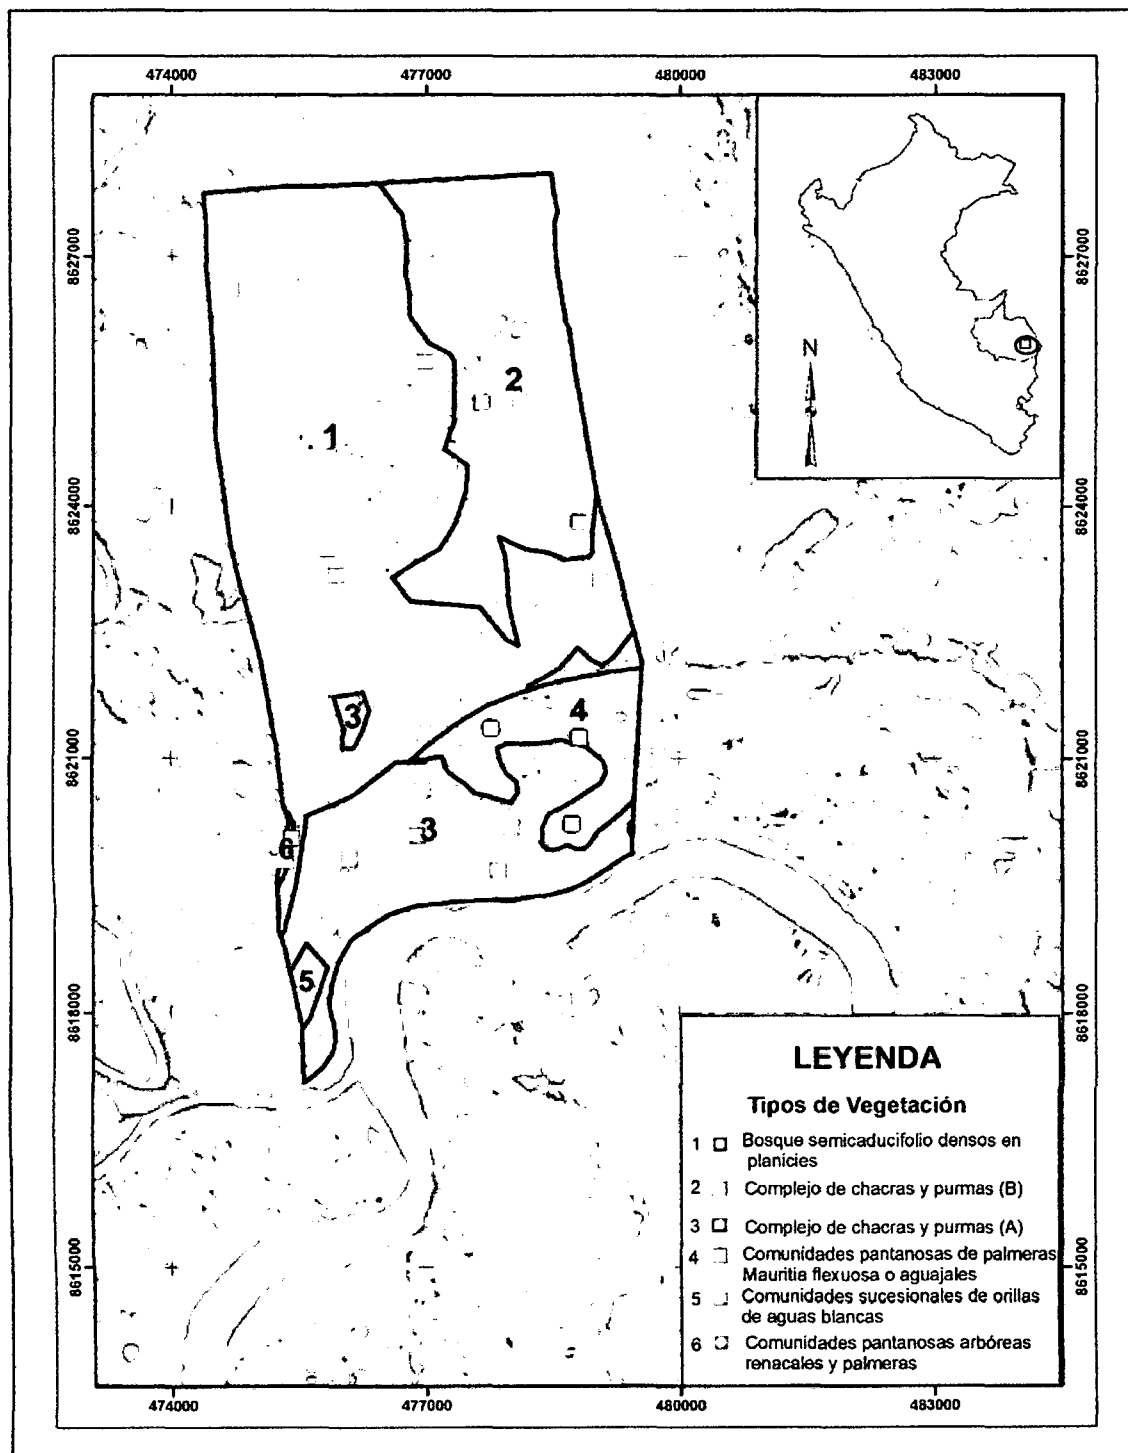 474000 477000 480000 483000
8627000
8627000
N
2
1
8624000
8624000
3
4
8621000
8621000
3
6
5
8618000
8618000
LEYENDA
Tipos de Vegetación
1 Bosque semicaducifolio densos en
planicies
2 Complejo de chacras y purmas (B)
3 Complejo de chacras y purmas (A)
4 Comunidades pantanosas de palmeras
Mauritia flexuosa o aguajales
5 Comunidades sucesionales de orillas
de aguas blancas
6 Comunidades pantanosas arbóreas
renacales y palmeras
8615000
8615000
474000 477000 480000 483000